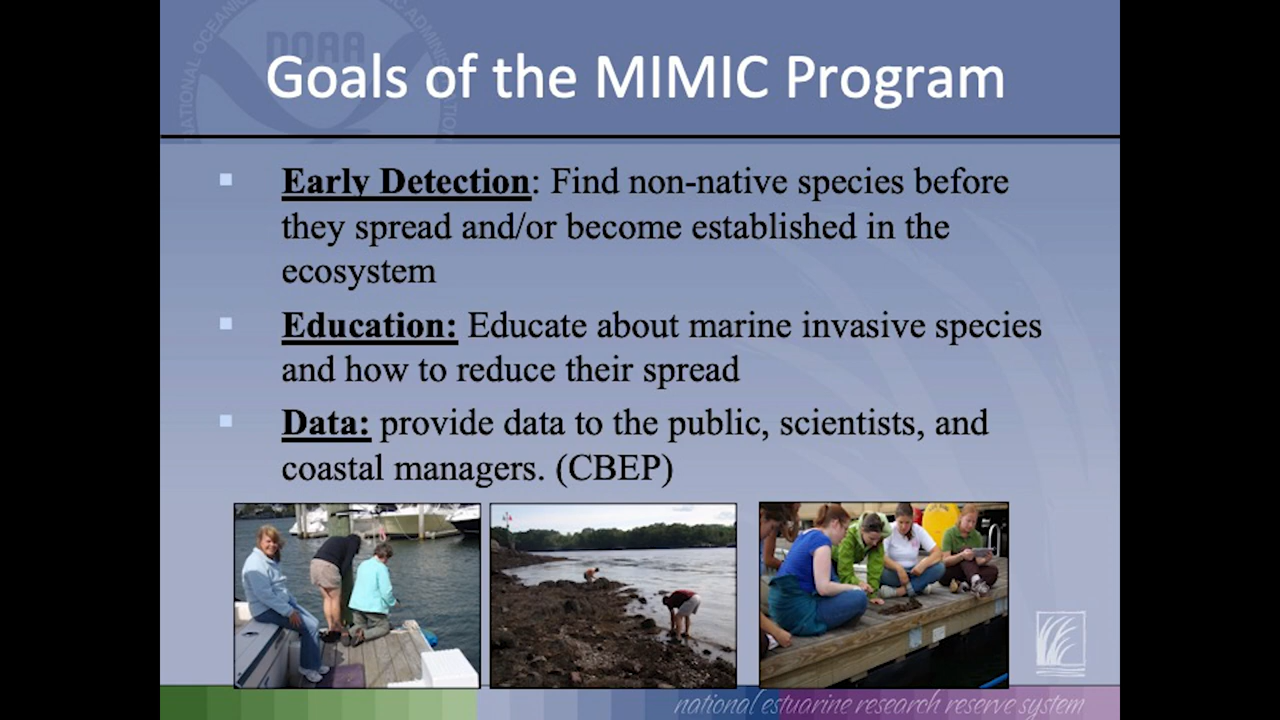 NOAA
Goals of the MIMIC Program
Early Detection: Find non-native species before
they spread and/or become established in the
ecosystem
Education: Educate about marine invasive species
and how to reduce their spread
Data: provide data to the public, scientists, and
coastal managers. (CBEP)
national estuarine research reserve system